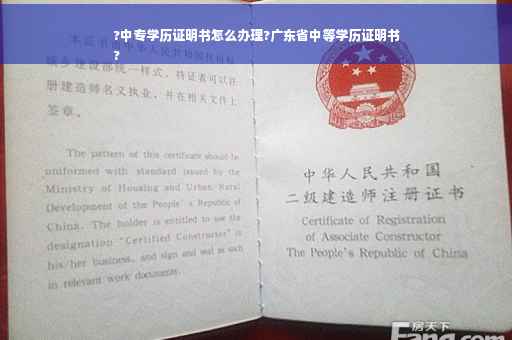 ?中专学历证明书怎么办理?广东省中等学历证明书
?
本证书由中华人民共和国住房和
城乡建设部统一样式，持证者可以在
册建造师名义执业，并在相关文件上
签章。
The pattern of this certificate should be
uniformed with standard issued by the
Ministry of Housing and Urban Rural
Development of the People's Republic of
China. The holder is entitled to use the
designation "Certified Constructor" in
his/her business, and sign and seal as such
in relevant work documents.
中华人民共和国
二级建造师注册证书
Certificate of Registration
of Associate Constructor
The People's Republic of China
房天下
Fang.com